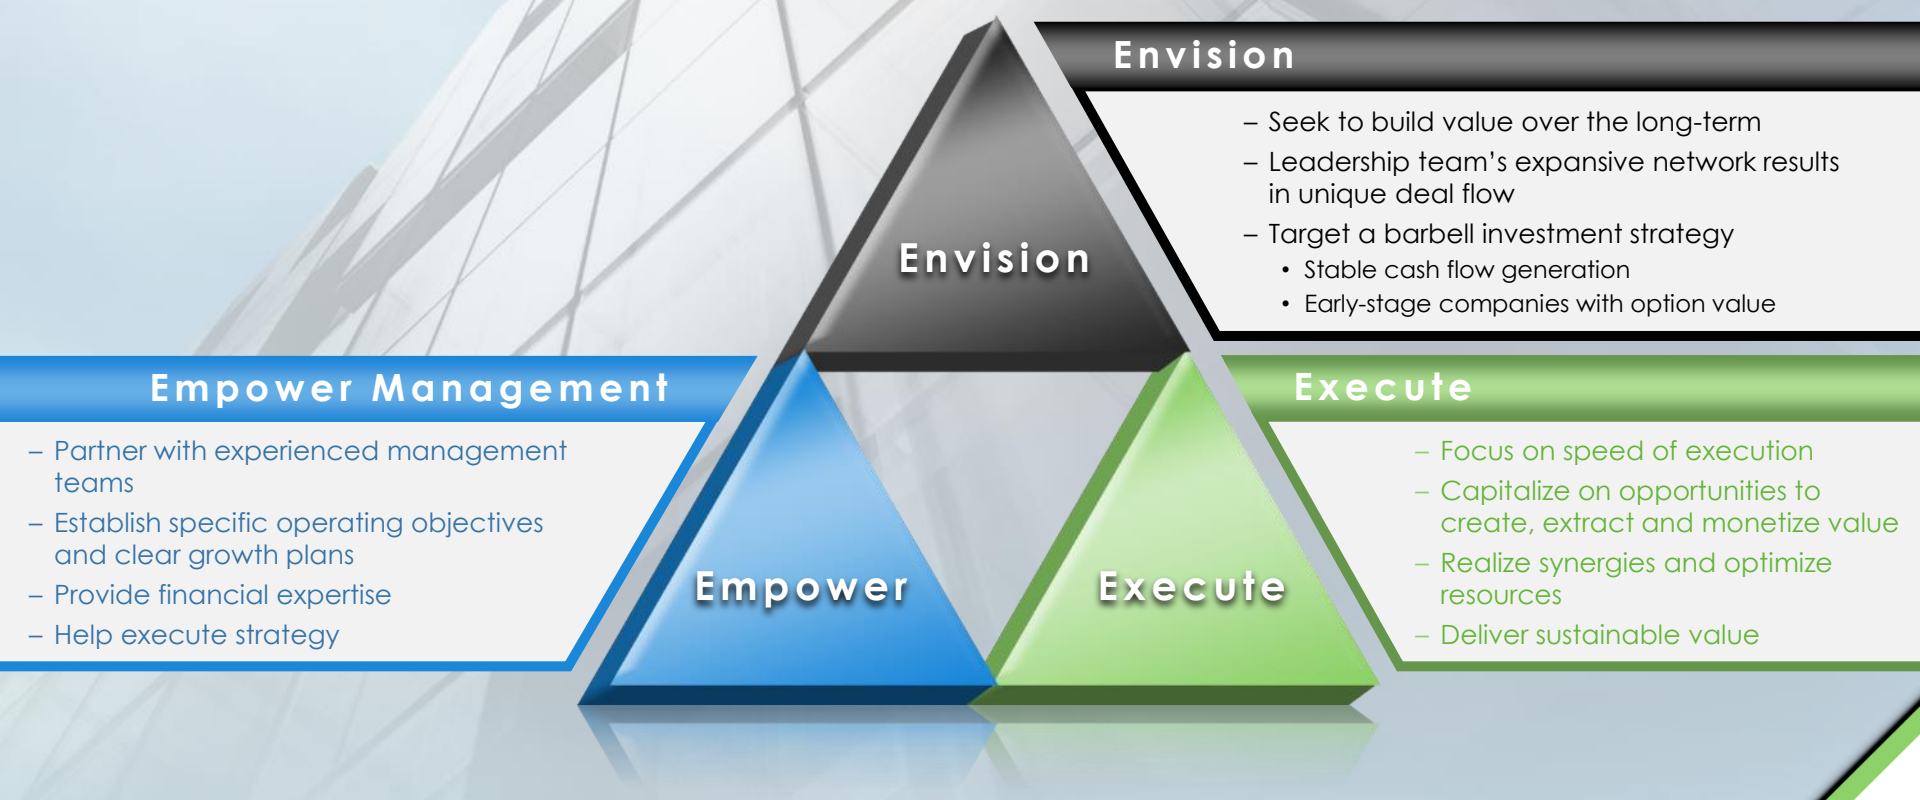 Envision
– Seek to build value over the long-term
– Leadership team’s expansive network results
in unique deal flow
– Target a barbell investment strategy
• Stable cash flow generation
• Early-stage companies with option value
Envision
Empower Management
– Partner with experienced management
teams
– Establish specific operating objectives
and clear growth plans
– Provide financial expertise
– Help execute strategy
Empower
Execute
Execute
– Focus on speed of execution
– Capitalize on opportunities to
create, extract and monetize value
– Realize synergies and optimize
resources
– Deliver sustainable value